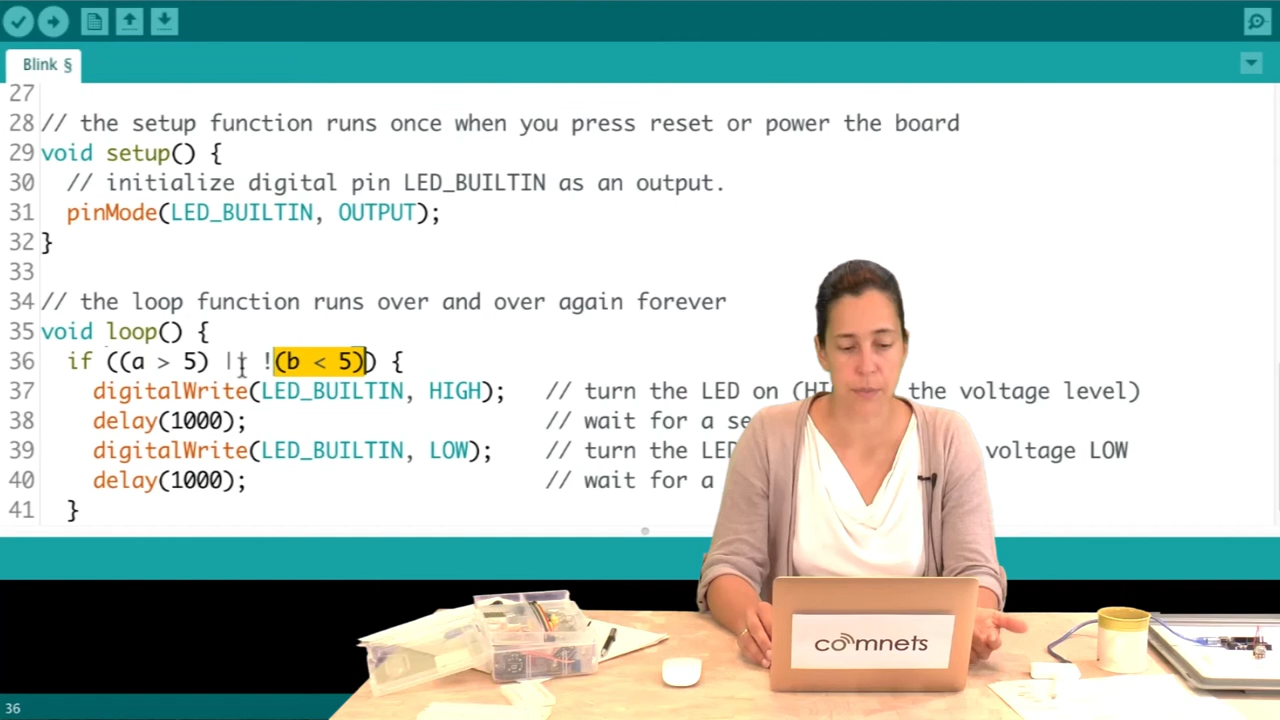 Blink §
27
28 // the setup function runs once when you press reset or power the board
29 void setup() {
30 // initialize digital pin LED_BUILTIN as an output.
31 pinMode(LED_BUILTIN, OUTPUT);
32 }
33
34 // the loop function runs over and over again forever
35 void loop() {
36 if ((a > 5) || !(b < 5)) {
37 digitalWrite(LED_BUILTIN, HIGH); // turn the LED on the voltage level)
38 delay(1000); // wait for a
39 digitalWrite(LED_BUILTIN, LOW); // turn the LED voltage LOW
40 delay(1000); // wait for a
41 }
comnets
36